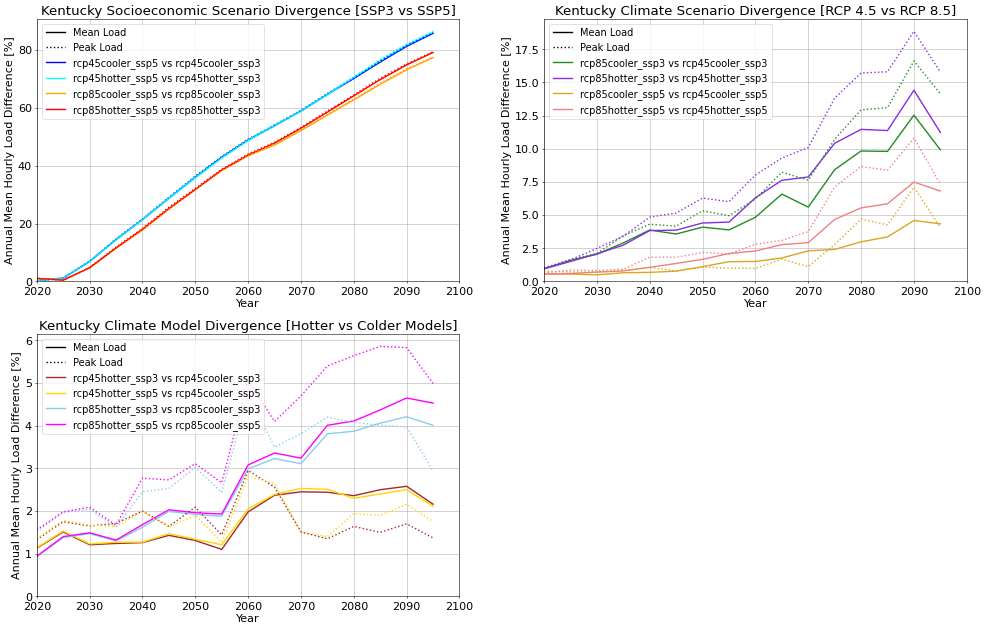 Kentucky Socioeconomic Scenario Divergence [SSP3 vs SSP5]
Annual Mean Hourly Load Difference [%]
80
60
40
20
0
Mean Load
Peak Load
rcp45cooler_ssp5 vs rcp45cooler_ssp3
rcp45hotter_ssp5 vs rcp45hotter_ssp3
rcp85cooler_ssp5 vs rcp85cooler_ssp3
rcp85hotter_ssp5 vs rcp85hotter_ssp3
2020 2030 2040 2050 2060 2070 2080 2090 2100
Year
Kentucky Climate Scenario Divergence [RCP 4.5 vs RCP 8.5]
Annual Mean Hourly Load Difference [%]
17.5
15.0
12.5
10.0
7.5
5.0
2.5
0.0
Mean Load
Peak Load
rcp85cooler_ssp3 vs rcp45cooler_ssp3
rcp85hotter_ssp3 vs rcp45hotter_ssp3
rcp85cooler_ssp5 vs rcp45cooler_ssp5
rcp85hotter_ssp5 vs rcp45hotter_ssp5
2020 2030 2040 2050 2060 2070 2080 2090 2100
Year
Kentucky Climate Model Divergence [Hotter vs Colder Models]
Annual Mean Hourly Load Difference [%]
6
5
4
3
2
1
0
Mean Load
Peak Load
rcp45hotter_ssp3 vs rcp45cooler_ssp3
rcp45hotter_ssp5 vs rcp45cooler_ssp5
rcp85hotter_ssp3 vs rcp85cooler_ssp3
rcp85hotter_ssp5 vs rcp85cooler_ssp5
2020 2030 2040 2050 2060 2070 2080 2090 2100
Year